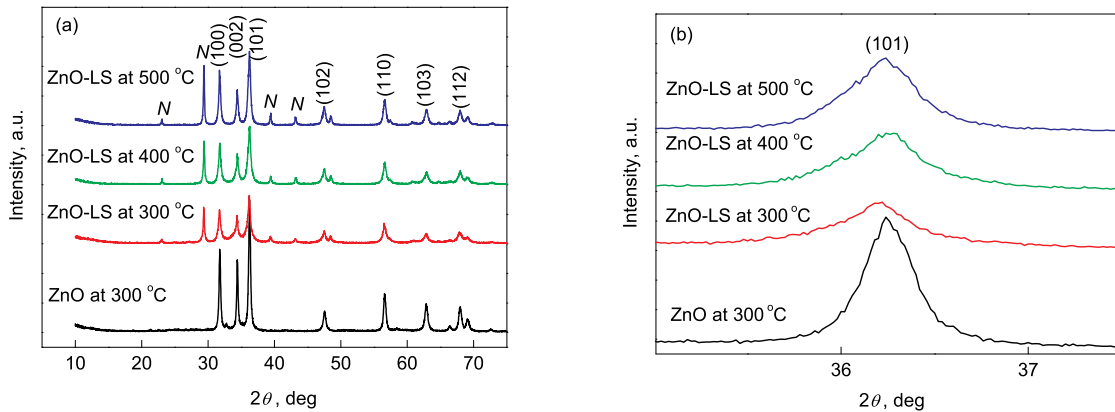 (a)
N
(100)
(002)
(101)
ZnO-LS at 500 °C
N
N
N
(102)
(110)
(103)
(112)
ZnO-LS at 400 °C
ZnO-LS at 300 °C
ZnO at 300 °C
Intensity, a.u.
10 20 30 40 50 60 70
2θ, deg
(b)
(101)
ZnO-LS at 500 °C
ZnO-LS at 400 °C
ZnO-LS at 300 °C
ZnO at 300 °C
Intensity, a.u.
36 37
2θ, deg